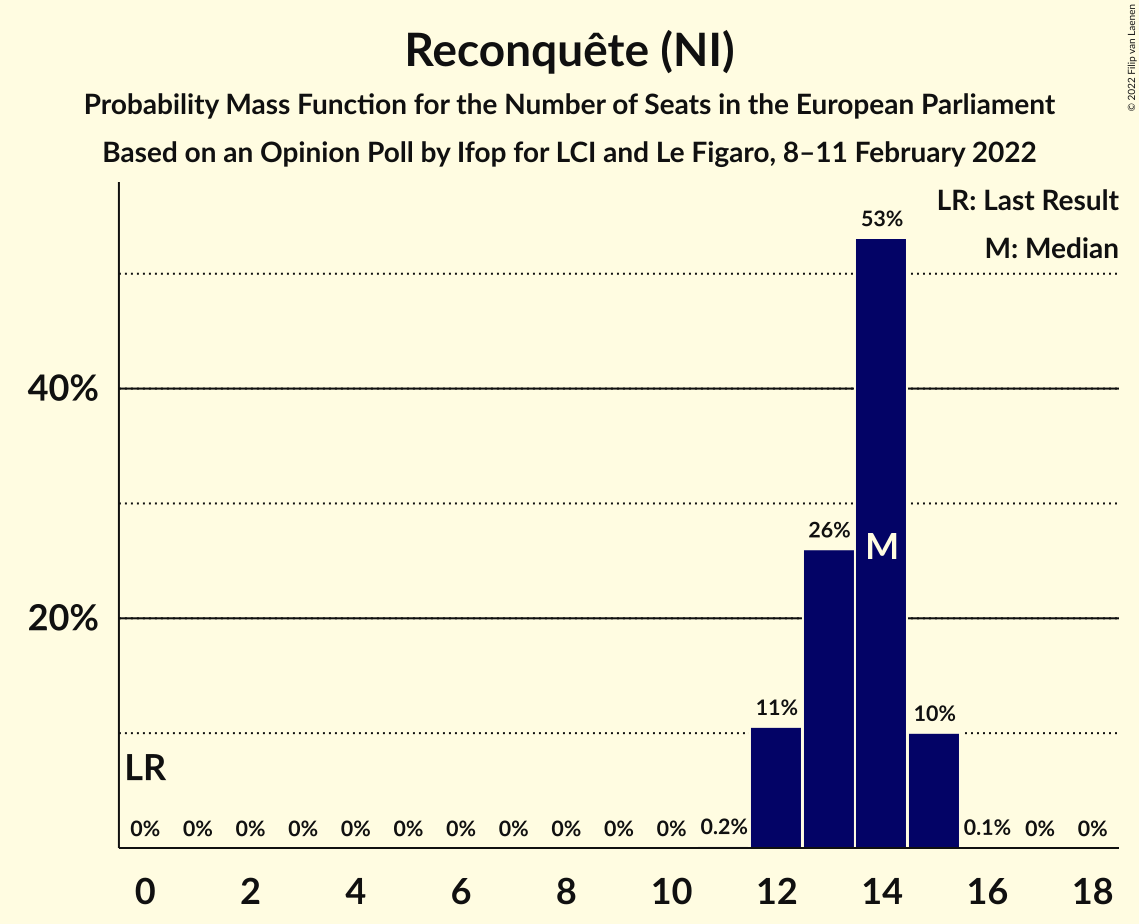 Reconquête (NI)
Probability Mass Function for the Number of Seats in the European Parliament
Based on an Opinion Poll by Ifop for LCI and Le Figaro, 8–11 February 2022
© 2022 Filip van Laenen
LR: Last Result
M: Median
53%
40%
26%
M
20%
11%
10%
LR
0% 0% 0% 0% 0% 0% 0% 0% 0% 0% 0% 0.2% 0.1% 0% 0%
0 2 4 6 8 10 12 14 16 18